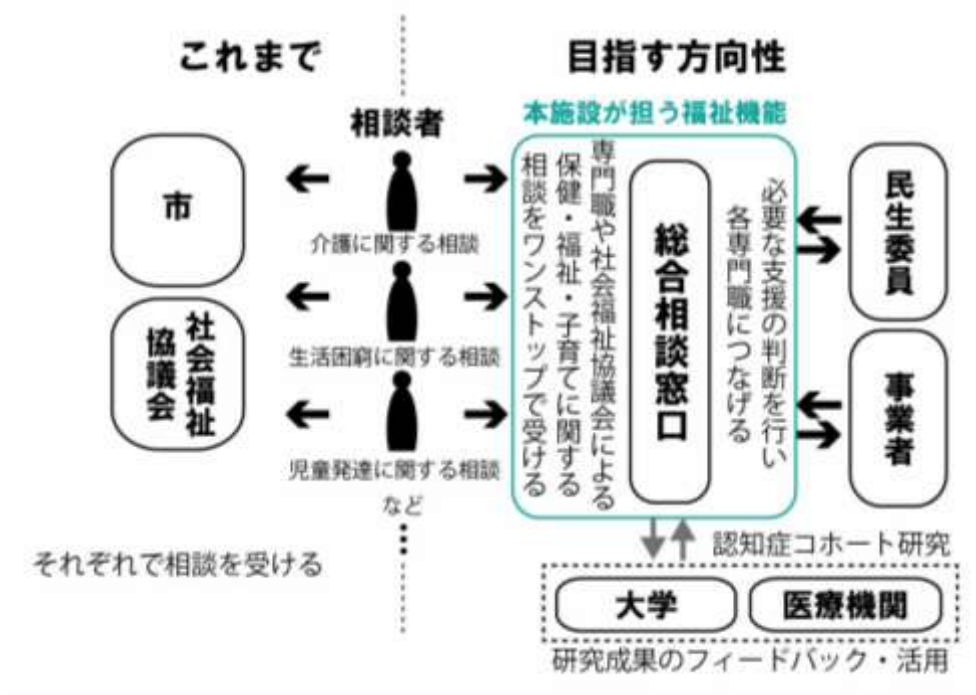 これまで
目指す方向性
本施設が担う福祉機能
相談者
市
社会福祉
協議会
介護に関する相談
生活困窮に関する相談
児童発達に関する相談
など
それぞれで相談を受ける
専門職や社会福祉協議会による
保健・福祉・子育てに関する
相談をワンストップで受ける
総合相談窓口
必要な支援の判断を行い
各専門職につなげる
民生委員
事業者
認知症コホート研究
大学
医療機関
研究成果のフィードバック・活用